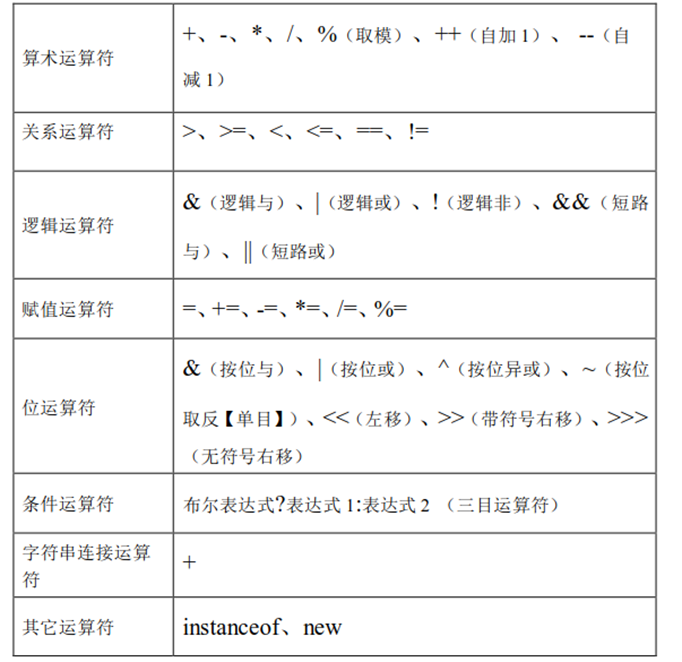 算术运算符
+、-、*、/、%（取模）、++（自加 1）、 --（自
减 1）
关系运算符
>、>=、<、<=、==、!=
逻辑运算符
&（逻辑与）、|（逻辑或）、!（逻辑非）、&&（短路
与）、||（短路或）
赋值运算符
=、+=、-=、*=、/=、%=
位运算符
&（按位与）、|（按位或）、^（按位异或）、~（按位
取反【单目】）、<<（左移）、>>（带符号右移）、>>>
（无符号右移）
条件运算符
布尔表达式?表达式 1:表达式 2 （三目运算符）
字符串连接运算
符
+
其它运算符
instanceof、new